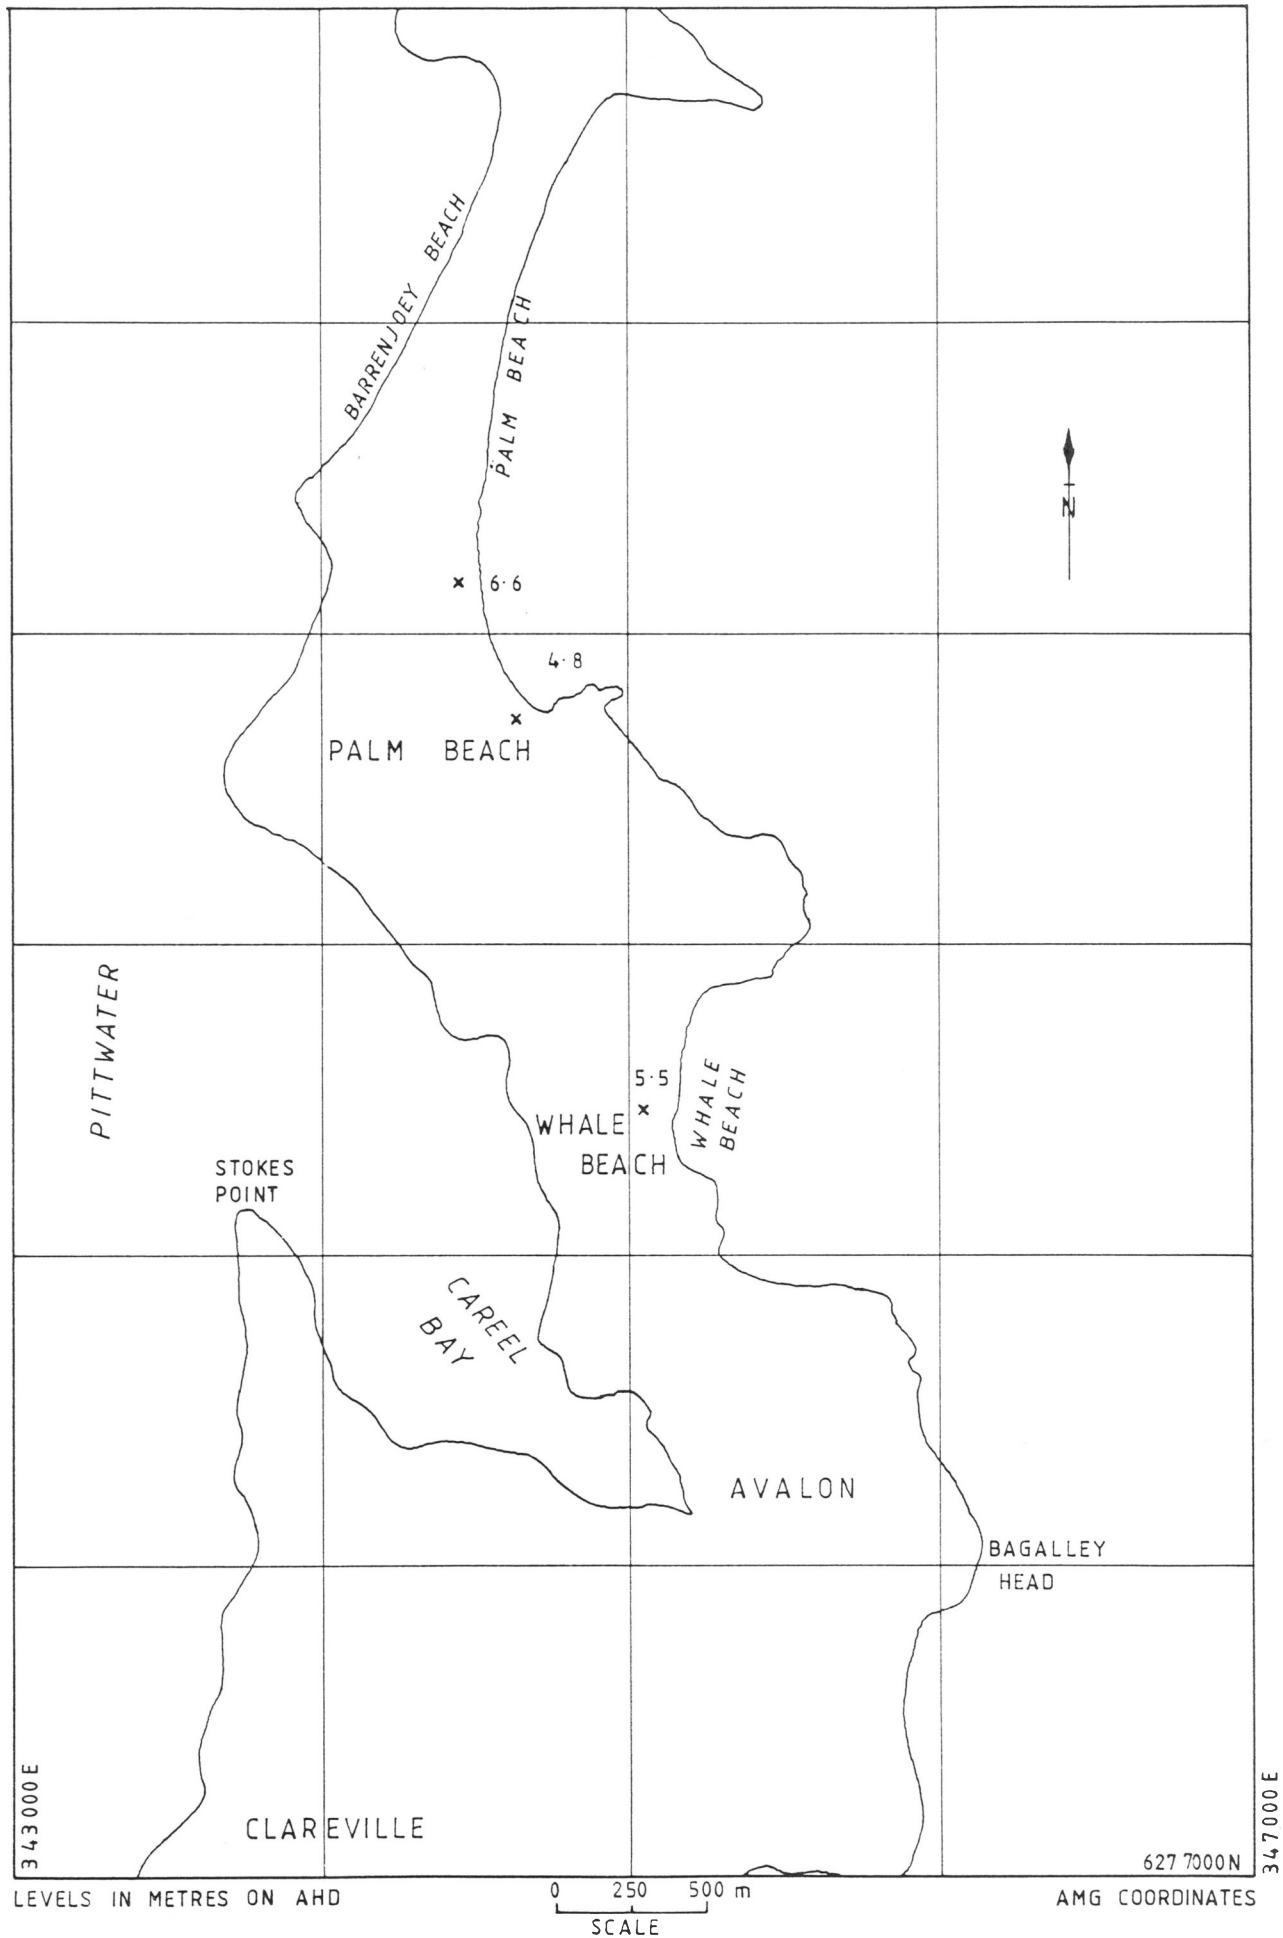 BARRENJOEY BEACH
PALM BEACH
N
6.6
4.8
PALM BEACH
PITTWATER
5.5
WHALE
BEACH
WHALE
BEACH
STOKES
POINT
CAREEL
BAY
AVALON
BAGALLEY
HEAD
343000E
CLAREVILLE
627 7000N
347000E
LEVELS IN METRES ON AHD
0 250 500 m
SCALE
AMG COORDINATES